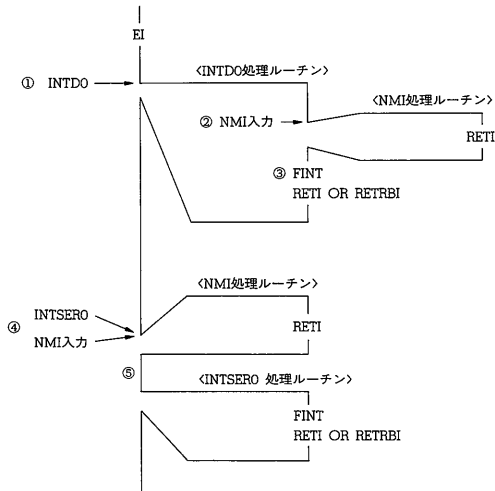 EI
① INTD0
<INTD0処理ルーチン>
② NMI入力
<NMI処理ルーチン>
RETI
③ FINT
RETI OR RETRBI
<NMI処理ルーチン>
④ INTSER0
NMI入力
RETI
⑤
<INTSER0 処理ルーチン>
FINT
RETI OR RETRBI